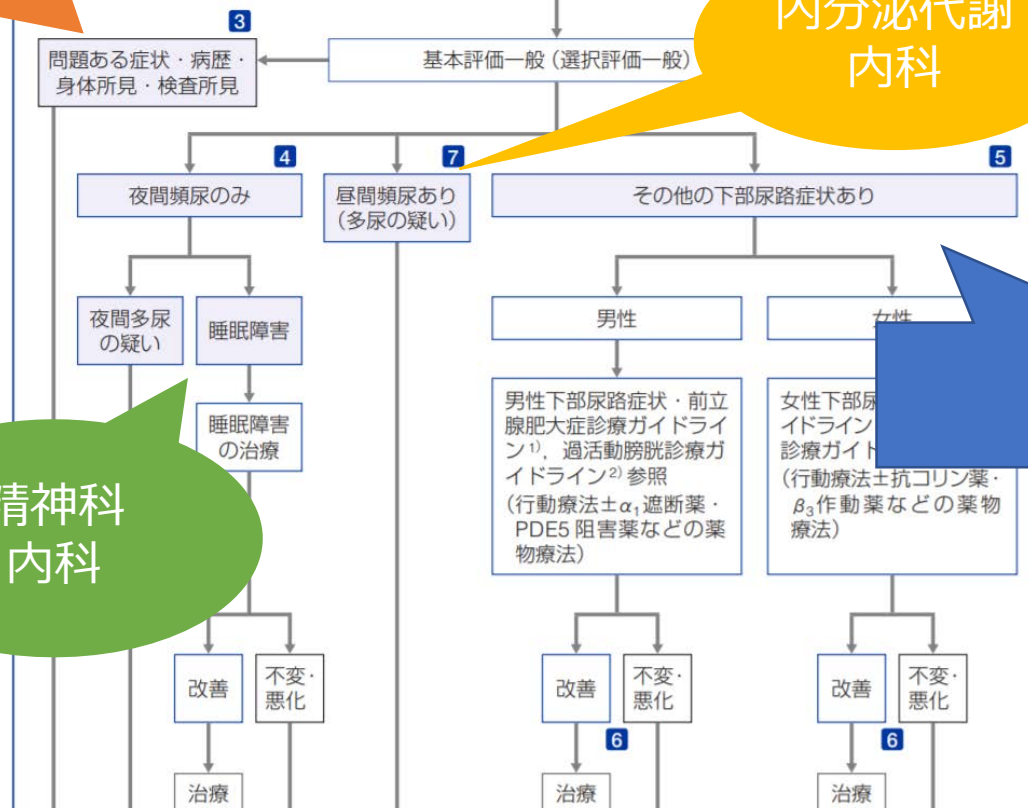 3
問題ある症状・病歴・
身体所見・検査所見
基本評価一般（選択評価一般）
内分泌代謝
内科
4
夜間頻尿のみ
7
昼間頻尿あり
（多尿の疑い）
5
その他の下部尿路症状あり
夜間多尿
の疑い
睡眠障害
男性
女性
睡眠障害
の治療
精神科
内科
男性下部尿路症状・前立
腺肥大症診療ガイドライ
ン1)，過活動膀胱診療ガ
イドライン2)参照
（行動療法±α1遮断薬・
PDE5阻害薬などの薬
物療法）
女性下部尿
イドライン
診療ガイド
（行動療法±抗コリン薬・
β3作動薬などの薬物
療法）
改善
不変・
悪化
改善
不変・
悪化
改善
不変・
悪化
6
6
治療
治療
治療